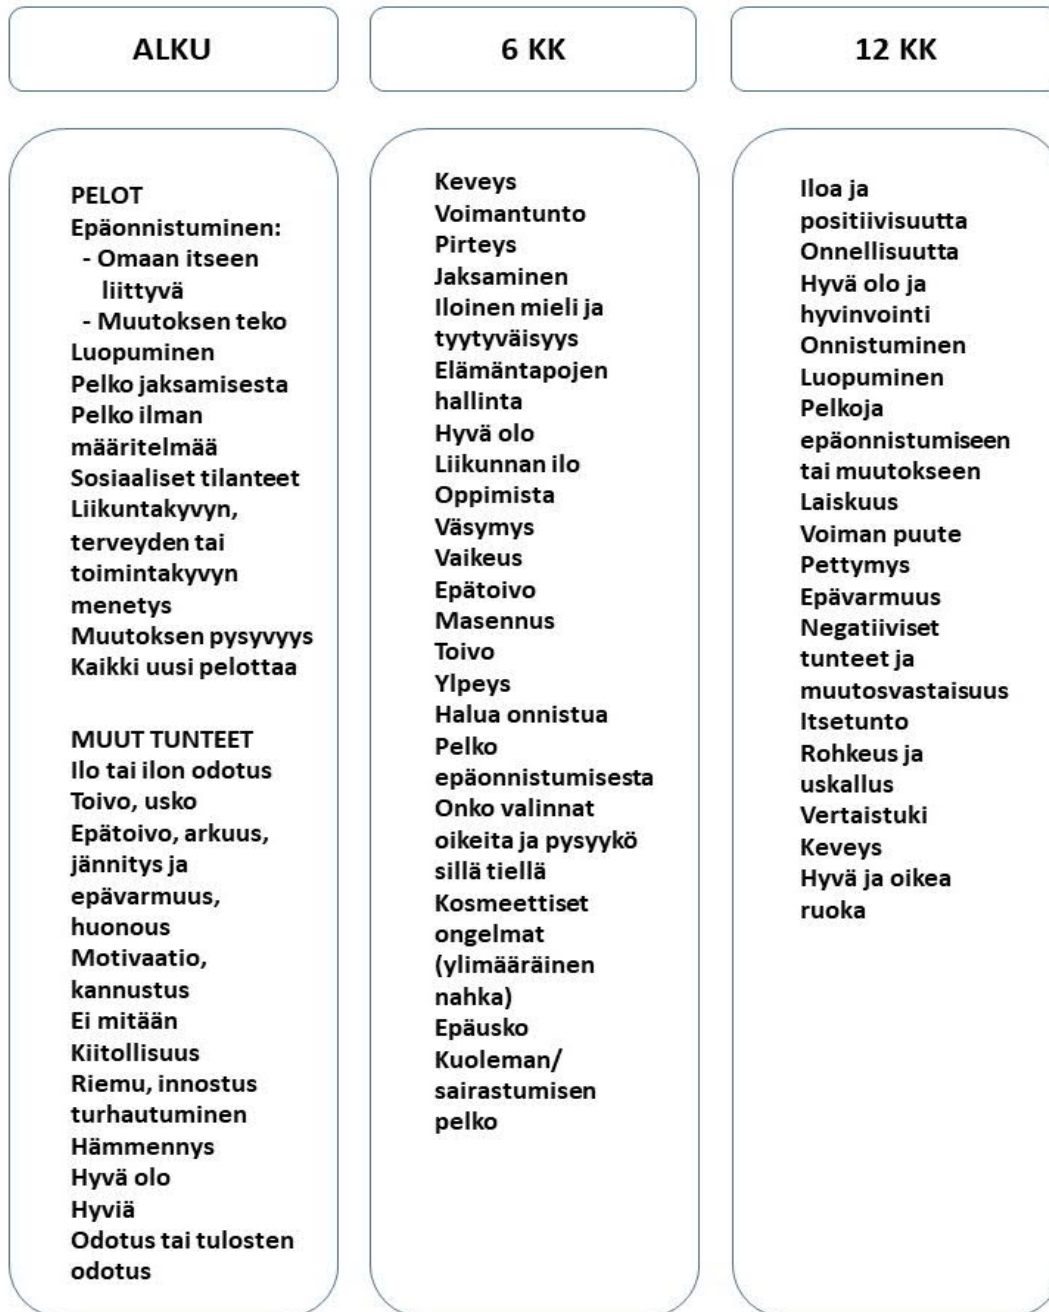 ALKU
6 KK
12 KK
PELOT
Epäonnistuminen:
- Omaan itseen
liittyvä
- Muutoksen teko
Luopuminen
Pelko jaksamisesta
Pelko ilman
määritelmää
Sosiaaliset tilanteet
Liikuntakyvyn,
terveyden tai
toimintakyvyn
menetys
Muutoksen pysyvyys
Kaikki uusi pelottaa
MUUT TUNTEET
Ilo tai ilon odotus
Toivo, usko
Epätoivo, arkuus,
jännitys ja
epävarmuus,
huonous
Motivaatio,
kannustus
Ei mitään
Kiitollisuus
Riemu, innostus
turhautuminen
Hämmennys
Hyvä olo
Hyviä
Odotus tai tulosten
odotus
Keveys
Voimantunto
Pirteys
Jaksaminen
Iloinen mieli ja
tyytyväisyys
Elämäntapojen
hallinta
Hyvä olo
Liikunnan ilo
Oppimista
Väsymys
Vaikeus
Epätoivo
Masennus
Toivo
Ylpeys
Halua onnistua
Pelko
epäonnistumisesta
Onko valinnat
oikeita ja pysyykö
sillä tiellä
Kosmeettiset
ongelmat
(ylimääräinen
nahka)
Epäusko
Kuoleman/
sairastumisen
pelko
Iloa ja
positiivisuutta
Onnellisuutta
Hyvä olo ja
hyvinvointi
Onnistuminen
Luopuminen
Pelkoja
epäonnistumiseen
tai muutokseen
Laiskuus
Voiman puute
Pettymys
Epävarmuus
Negatiiviset
tunteet ja
muutosvastaisuus
Itsetunto
Rohkeus ja
uskallus
Vertaistuki
Keveys
Hyvä ja oikea
ruoka